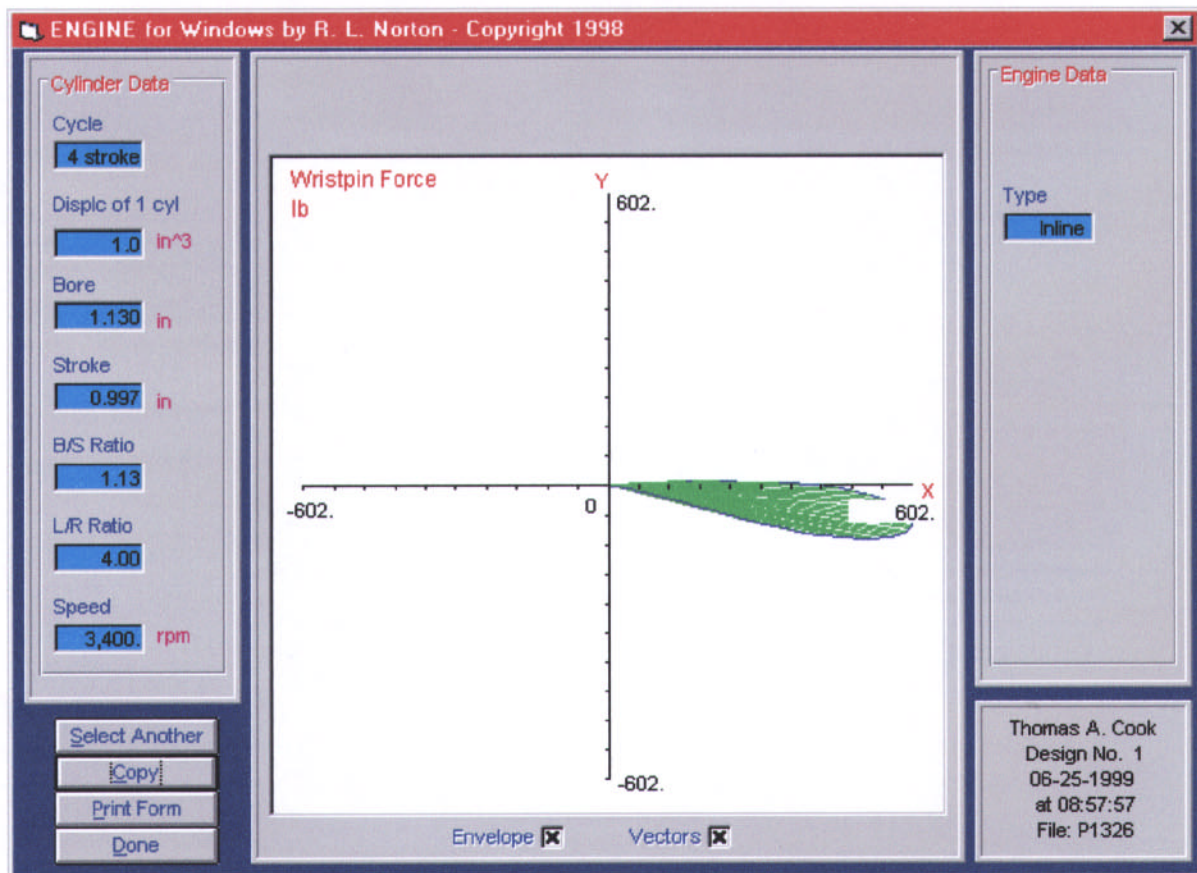 ENGINE for Windows by R. L. Norton - Copyright 1998
Cylinder Data
Cycle
4 stroke
Displc of 1 cyl
1.0 in^3
Bore
1.130 in
Stroke
0.997 in
B/S Ratio
1.13
L/R Ratio
4.00
Speed
3,400. rpm
Select Another
Copy
Print Form
Done
Wristpin Force
lb
Y
602.
-602.
0
X
602.
-602.
Envelope
Vectors
Engine Data
Type
Inline
Thomas A. Cook
Design No. 1
06-25-1999
at 08:57:57
File: P1326